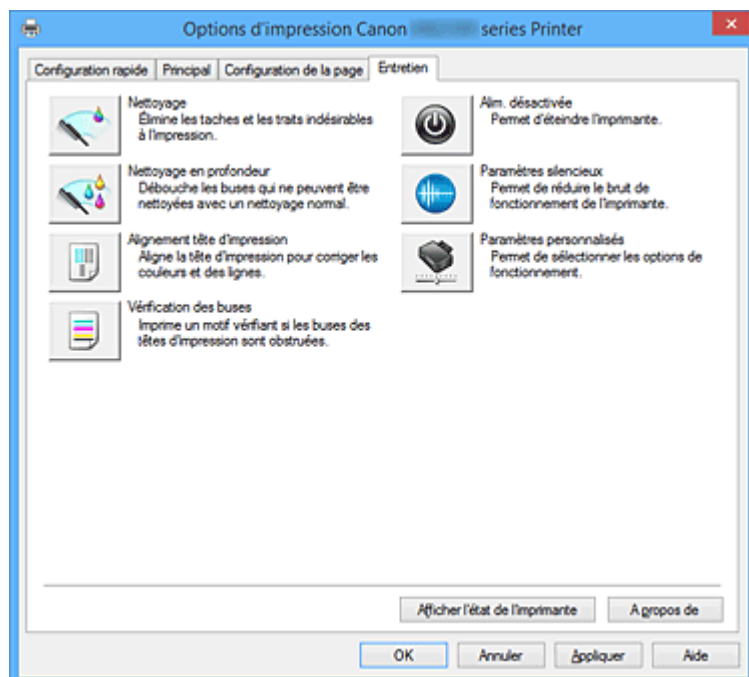 Options d'impression Canon series Printer
Configuration rapide Principal Configuration de la page Entretien
Nettoyage
Élimine les taches et les traits indésirables
à l'impression.
Nettoyage en profondeur
Débouche les buses qui ne peuvent être
nettoyées avec un nettoyage normal.
Alignement tête d'impression
Aligne la tête d'impression pour corriger les
couleurs et des lignes.
Vérification des buses
Imprime un motif vérifiant si les buses des
têtes d'impression sont obstruées.
Alim. désactivée
Permet d'éteindre l'imprimante.
Paramètres silencieux
Permet de réduire le bruit de
fonctionnement de l'imprimante.
Paramètres personnalisés
Permet de sélectionner les options de
fonctionnement.
Afficher l'état de l'imprimante A propos de
OK Annuler Appliquer Aide